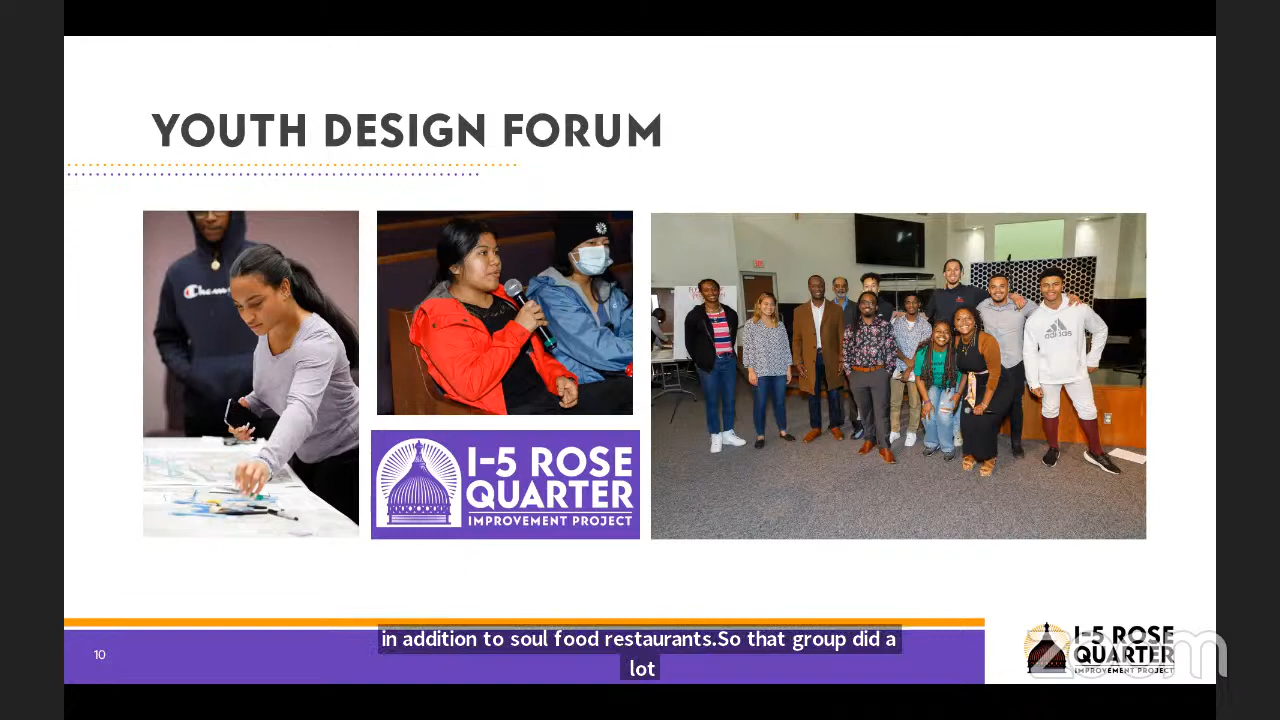 YOUTH DESIGN FORUM
Cham
adidas
I-5 ROSE
QUARTER
IMPROVEMENT PROJECT
in addition to soul food restaurants.So that group did a
lot
10
I-5 ROSE
QUARTER
IMPROVEMENT PROJECT
zoom